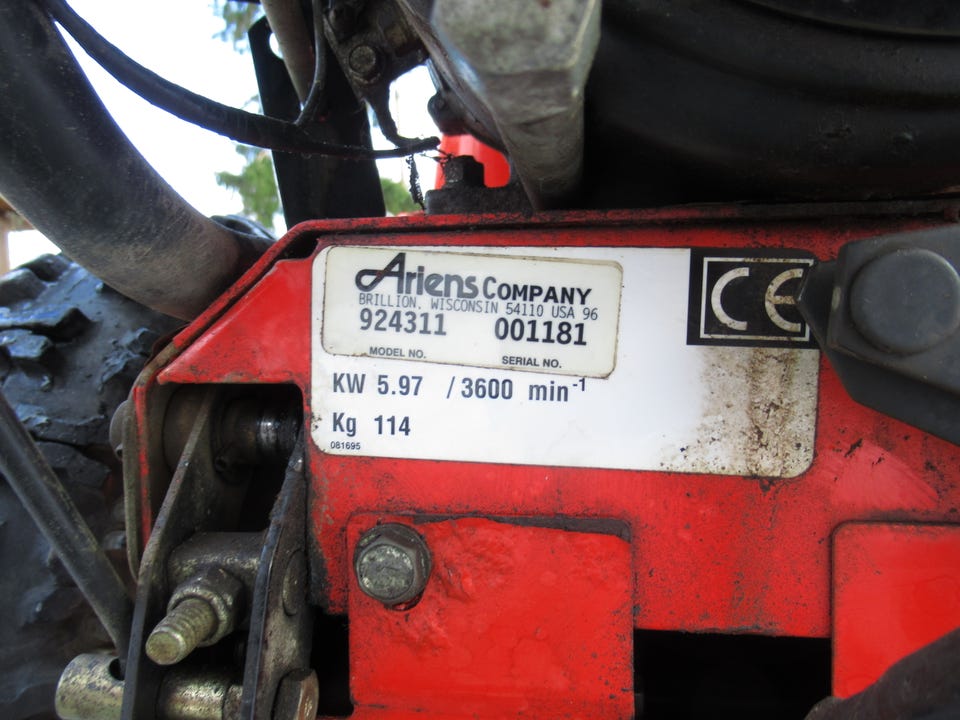 Ariens COMPANY
BRILLION, WISCONSIN 54110 USA 96
924311 001181
MODEL NO. SERIAL NO.
CE
KW 5.97 / 3600 min⁻¹
Kg 114
081695